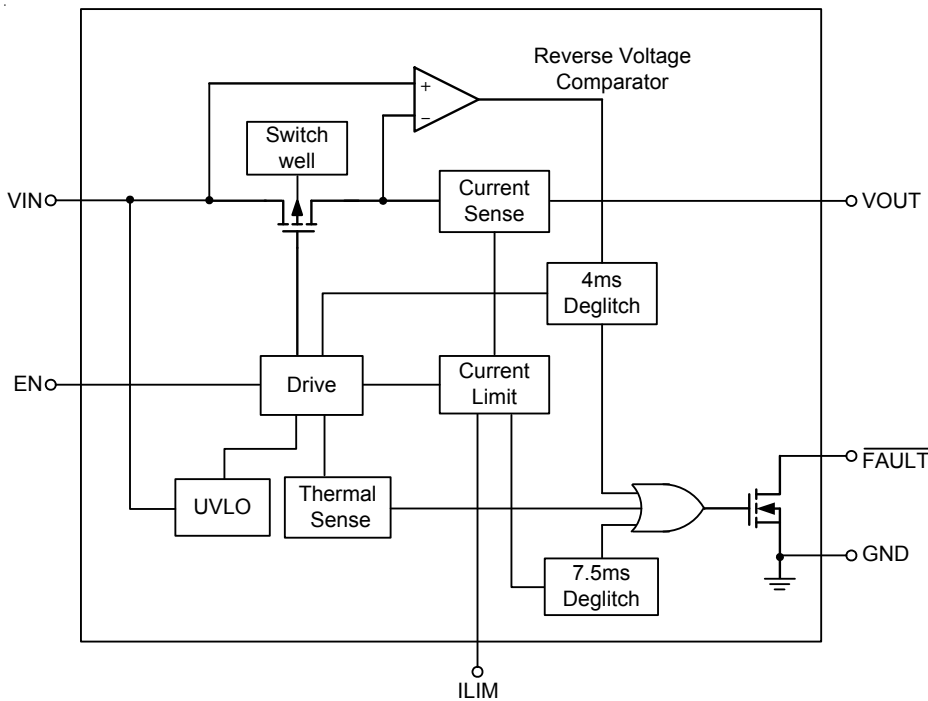 Reverse Voltage
Comparator
+
−
Switch
well
VIN
Current
Sense
VOUT
4ms
Deglitch
EN
Drive
Current
Limit
FAULT
UVLO
Thermal
Sense
GND
7.5ms
Deglitch
ILIM